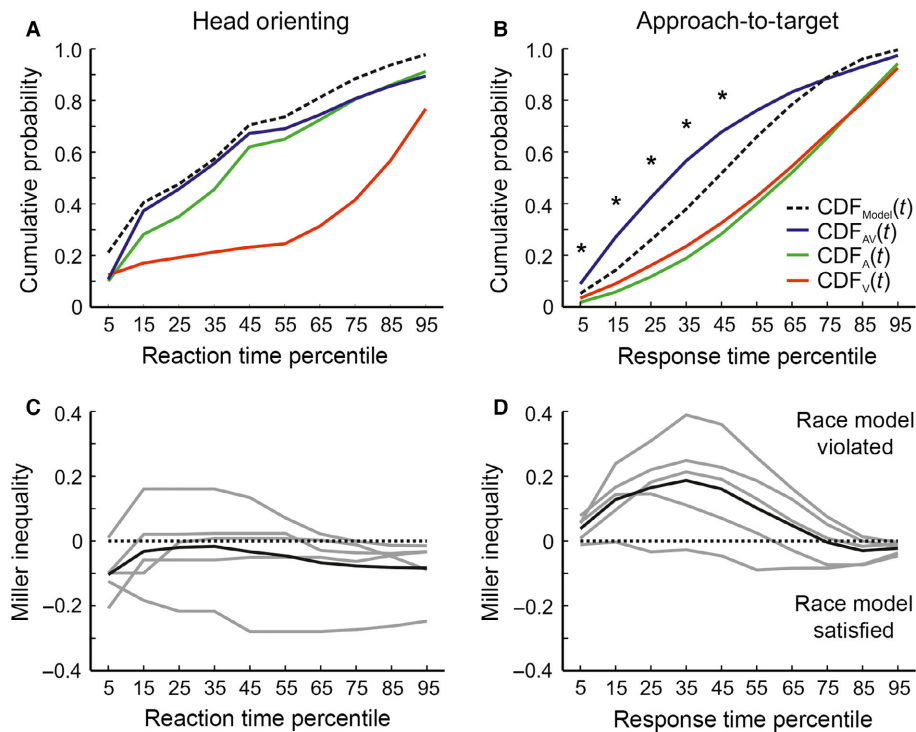 A
Head orienting
Cumulative probability
1.0
0.8
0.6
0.4
0.2
0
5 15 25 35 45 55 65 75 85 95
Reaction time percentile
B
Approach-to-target
Cumulative probability
1.0
0.8
0.6
0.4
0.2
0
* * * * *
CDFModel(t)
CDFAV(t)
CDFA(t)
CDFV(t)
5 15 25 35 45 55 65 75 85 95
Response time percentile
C
Miller inequality
0.4
0.2
0
−0.2
−0.4
5 15 25 35 45 55 65 75 85 95
Reaction time percentile
D
Miller inequality
0.4
0.2
0
−0.2
−0.4
Race model
violated
Race model
satisfied
5 15 25 35 45 55 65 75 85 95
Response time percentile